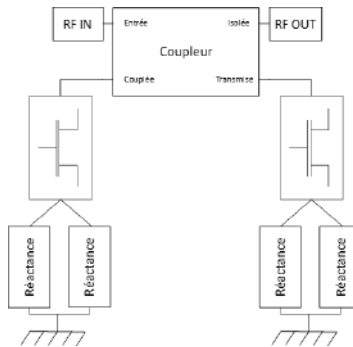 RF IN
Entrée
Isolée
RF OUT
Coupleur
Couplée
Transmise
Réactance
Réactance
Réactance
Réactance